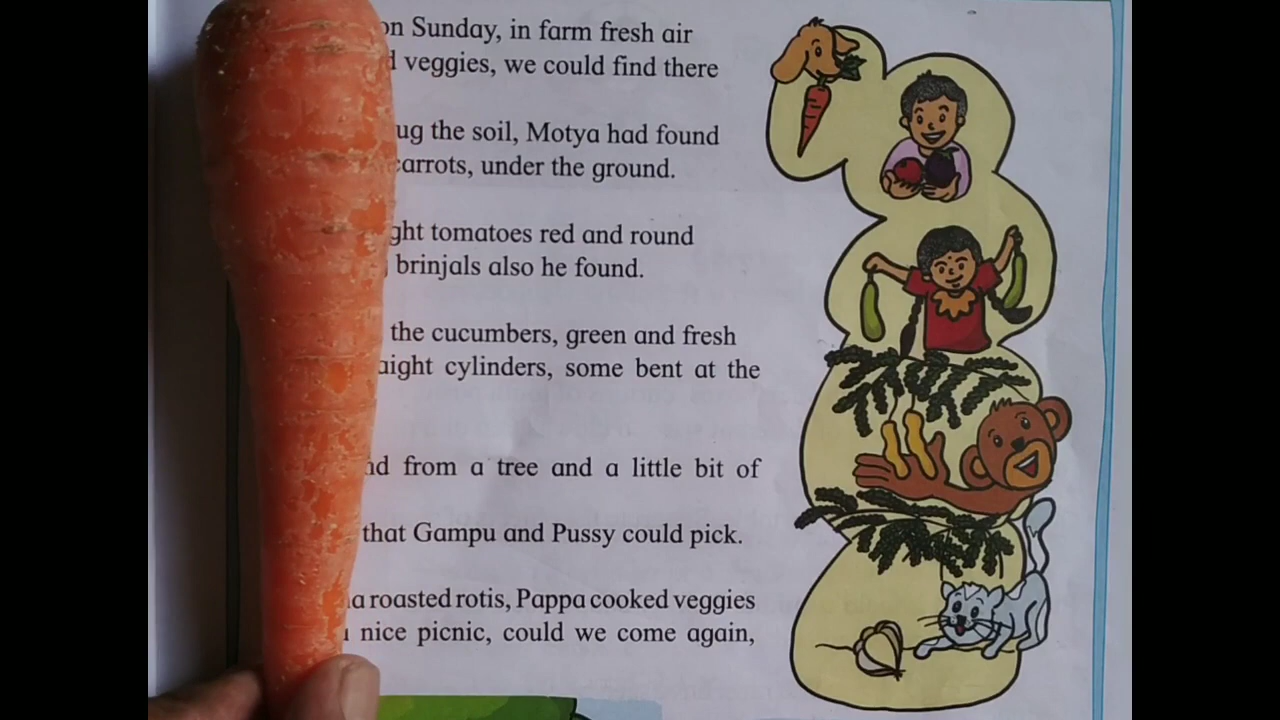 on Sunday, in farm fresh air
veggies, we could find there
the soil, Motya had found
carrots, under the ground.
tomatoes red and round
brinjals also he found.
the cucumbers, green and fresh
cylinders, some bent at the
from a tree and a little bit of
that Gampu and Pussy could pick.
roasted rotis, Pappa cooked veggies
nice picnic, could we come again,